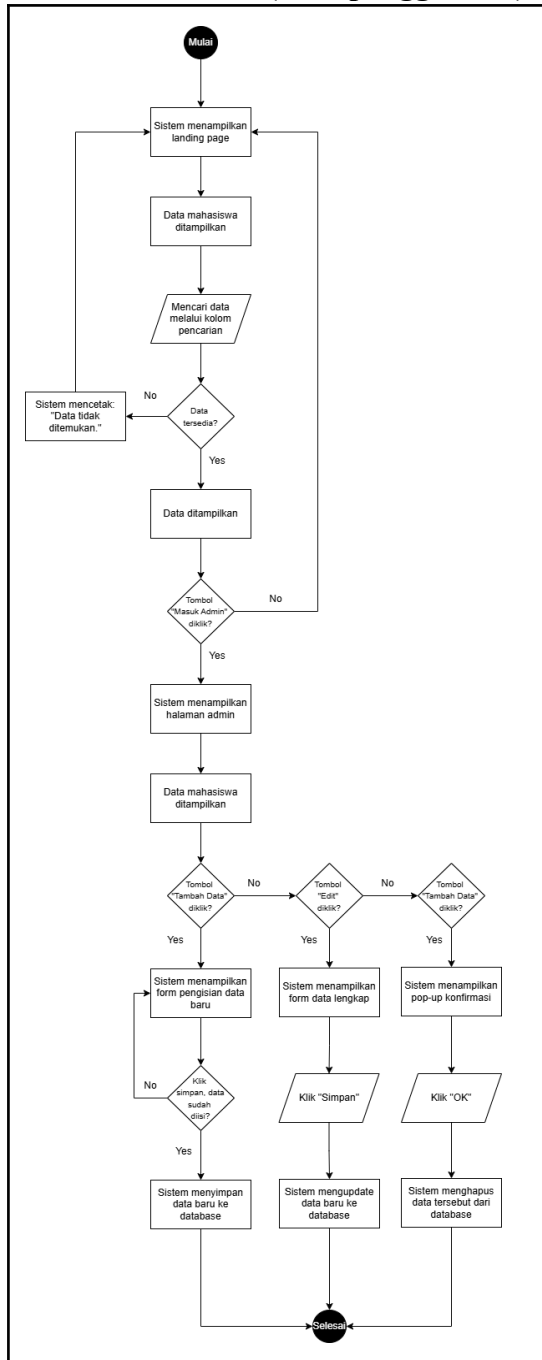 Mulai
Sistem menampilkan
landing page
Data mahasiswa
ditampilkan
Mencari data
melalui kolom
pencarian
Data
tersedia?
No
Sistem mencetak:
"Data tidak
ditemukan."
Yes
Data ditampilkan
Tombol
"Masuk Admin"
diklik?
No
Yes
Sistem menampilkan
halaman admin
Data mahasiswa
ditampilkan
Tombol
"Tambah Data"
diklik?
No
Tombol
"Edit"
diklik?
No
Tombol
"Tambah Data"
diklik?
Yes
Yes
Yes
Sistem menampilkan
form pengisian data
baru
Sistem menampilkan
form data lengkap
Sistem menampilkan
pop-up konfirmasi
No
Klik
simpan, data
sudah
diisi?
Klik "Simpan"
Klik "OK"
Yes
Sistem menyimpan
data baru ke
database
Sistem mengupdate
data baru ke
database
Sistem menghapus
data tersebut dari
database
Selesai